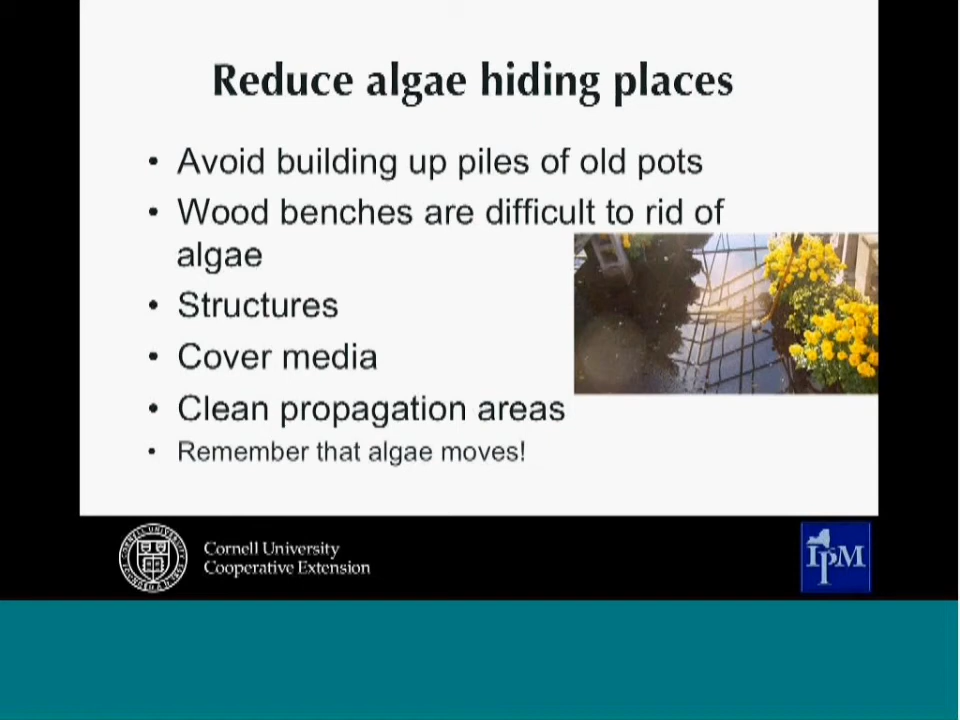 Reduce algae hiding places
• Avoid building up piles of old pots
• Wood benches are difficult to rid of
algae
• Structures
• Cover media
• Clean propagation areas
• Remember that algae moves!
Cornell University
Cooperative Extension
IPM